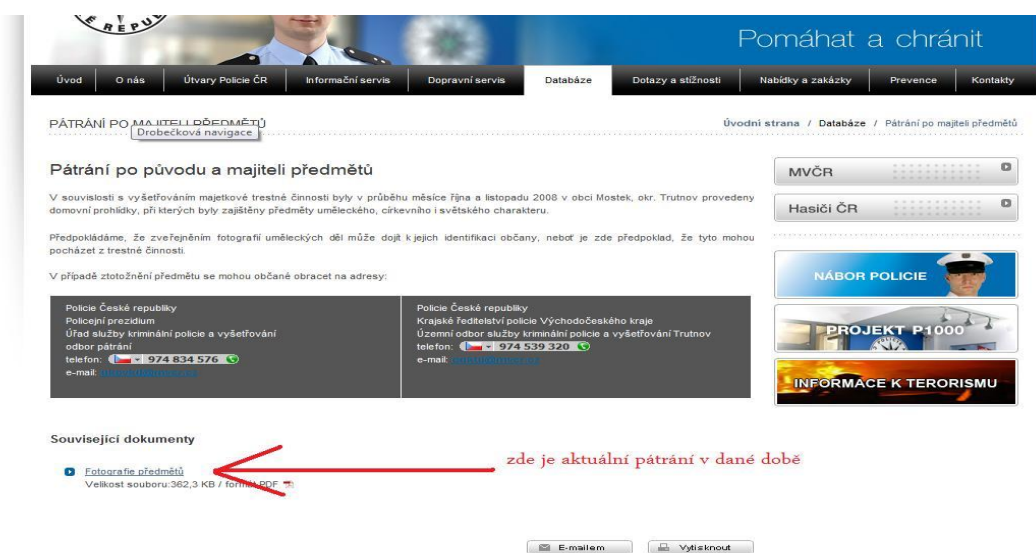 REPU
Pomáhat a chránit
Úvod
O nás
Útvary Policie ČR
Informační servis
Dopravní servis
Databáze
Dotazy a stížnosti
Nabídky a zakázky
Prevence
Kontakty
PÁTRÁNÍ PO MAJITELI PŘEDMĚTŮ
Drobečková navigace
Úvodní strana / Databáze / Pátrání po majiteli předmětů
Pátrání po původu a majiteli předmětů
V souvislosti s vyšetřováním majetkové trestné činnosti byly v průběhu měsíce října a listopadu 2008 v obci Mostek, okr. Trutnov provedeny
domovní prohlídky, při kterých byly zajištěny předměty uměleckého, církevního i světského charakteru.
Předpokládáme, že zveřejněním fotografií uměleckých děl může dojít k jejich identifikaci občany, neboť je zde předpoklad, že tyto mohou
pocházet z trestné činnosti.
V případě ztotožnění předmětu se mohou občané obracet na adresy:
Policie České republiky
Policejní prezidium
Úřad služby kriminální policie a vyšetřování
odbor pátrání
telefon: 974 834 576
e-mail:
Policie České republiky
Krajské ředitelství policie Východočeského kraje
Územní odbor služby kriminální policie a vyšetřování Trutnov
telefon: 974 539 320
e-mail:
MVČR
Hasiči ČR
NÁBOR POLICIE
PROJEKT P1000
INFORMACE K TERORISMU
Související dokumenty
Fotografie předmětů
Velikost souboru:362,3 KB / formát PDF
zde je aktuální pátrání v dané době
E-mailem
Vytisknout